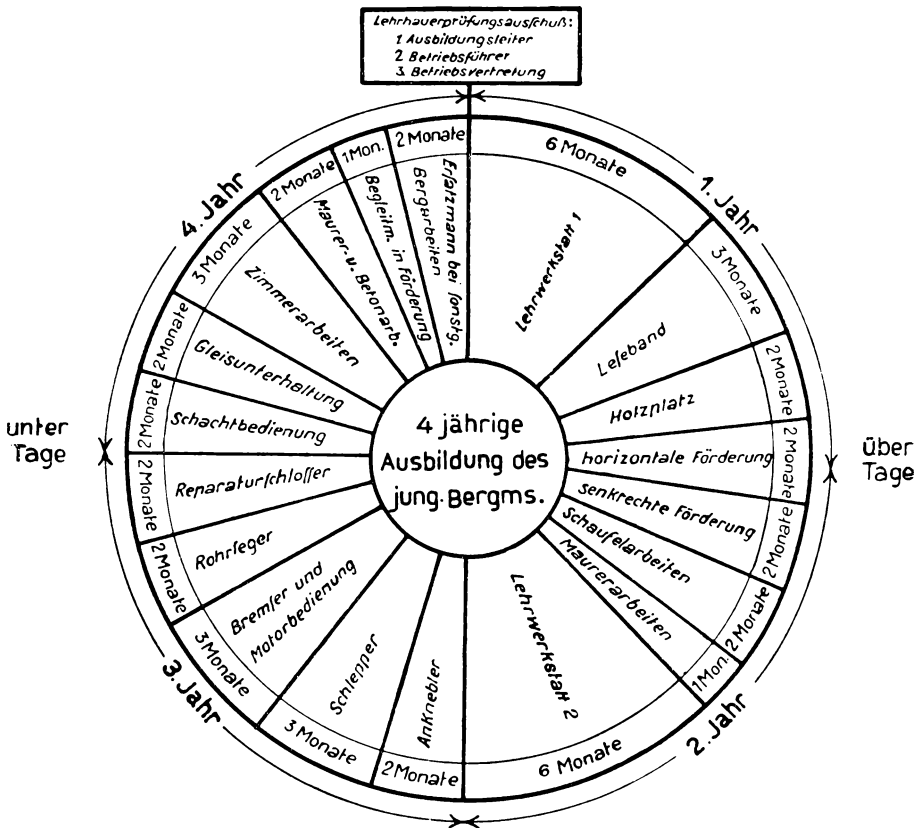 Lehrhauerprüfungsausſchuß:
1 Ausbildungsleiter
2 Betriebsführer
3. Betriebsvertretung
1. Jahr
6 Monate
Lehrwerkstatt 1
3 Monate
Leſeband
2 Monate
Holzplatz
2 Monate
horizontale Förderung
über
Tage
2 Monate
senkrechte Förderung
2 Monate
Schaufelarbeiten
1 Mon.
Maurerarbeiten
2. Jahr
6 Monate
Lehrwerkstatt 2
2 Monate
Anknebler
3 Monate
Schlepper
3. Jahr
3 Monate
Bremſer und
Motorbedienung
2 Monate
Rohrleger
2 Monate
Reparaturſchloſſer
unter
Tage
2 Monate
Schachtbedienung
2 Monate
Gleisunterhaltung
4. Jahr
3 Monate
Zimmerarbeiten
2 Monate
Maurer- u. Betonarb.
1 Mon.
Begleitm. in Förderung
2 Monate
Erſatzmann bei ſonstg.
Bergarbeiten
4 jährige
Ausbildung des
jung. Bergms.